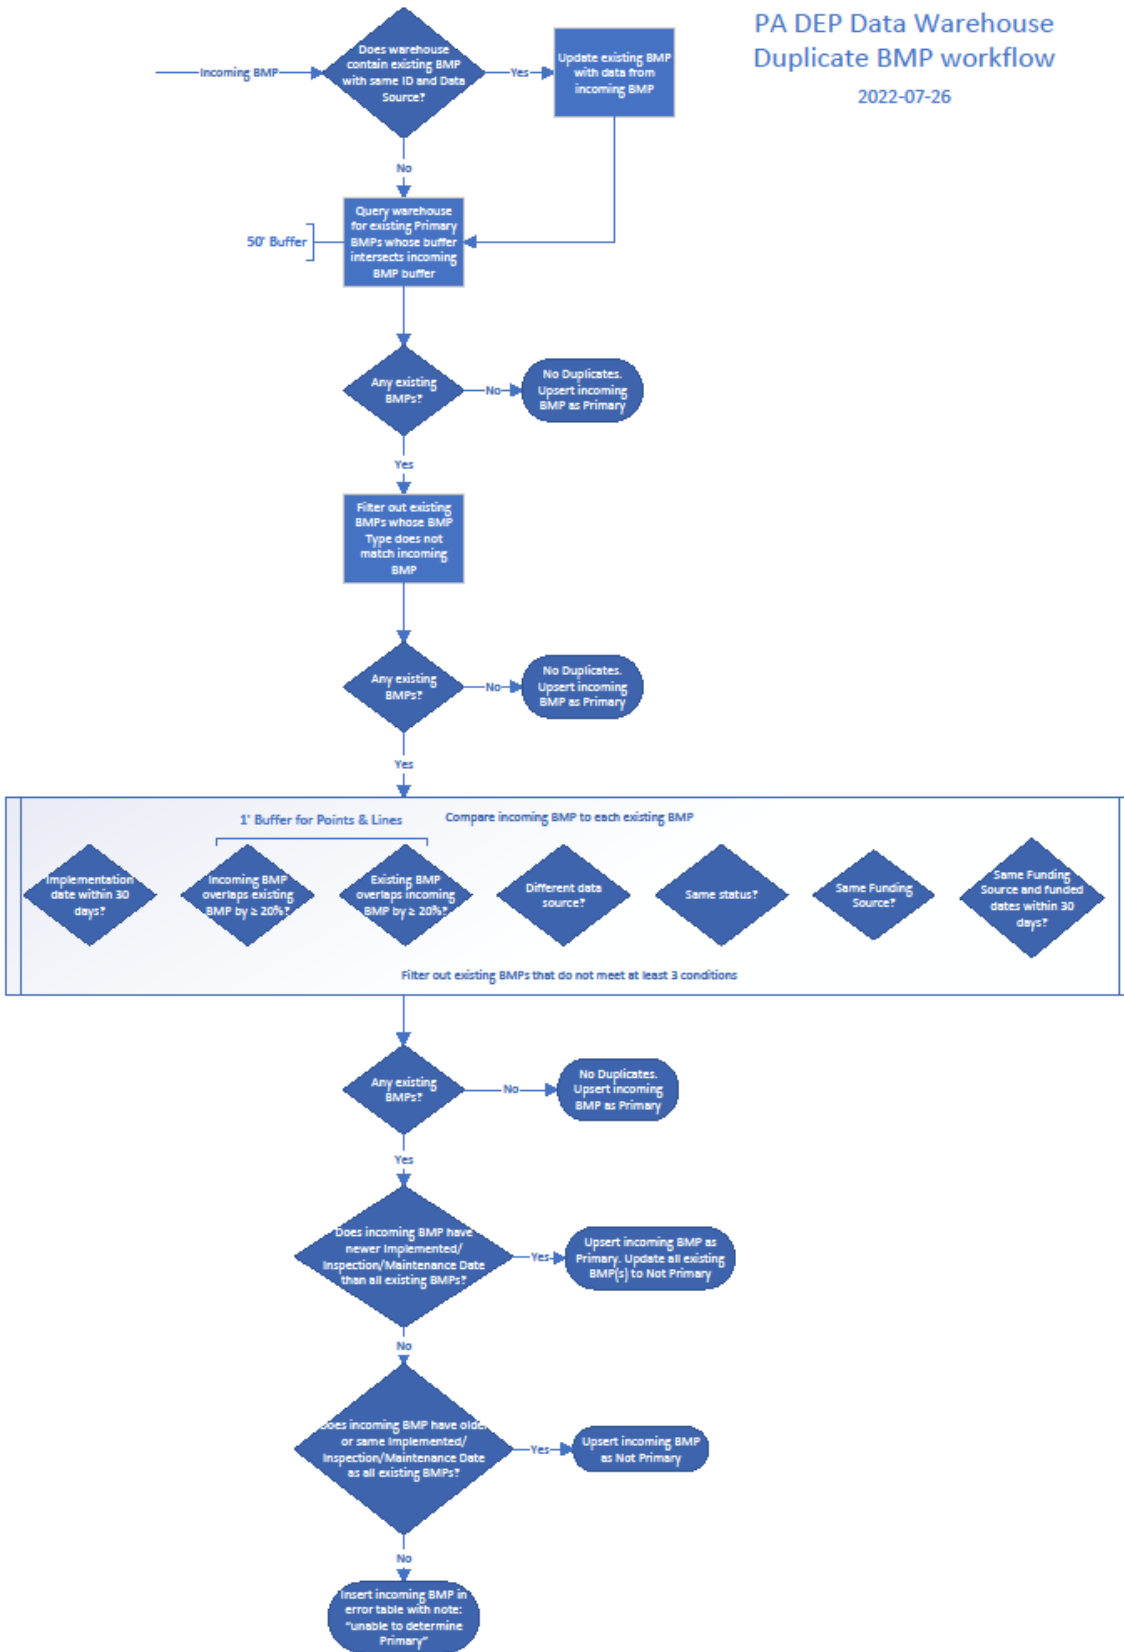 PA DEP Data Warehouse
Duplicate BMP workflow
2022-07-26
Incoming BMP
Does warehouse
contain existing BMP
with same ID and Data
Source?
Yes
Update existing BMP
with data from
incoming BMP
No
50' Buffer
Query warehouse
for existing Primary
BMPs whose buffer
intersects incoming
BMP buffer
Any existing
BMPs?
No
No Duplicates.
Upsert incoming
BMP as Primary
Yes
Filter out existing
BMPs whose BMP
Type does not
match incoming
BMP
Any existing
BMPs?
No
No Duplicates.
Upsert incoming
BMP as Primary
Yes
1' Buffer for Points & Lines
Compare incoming BMP to each existing BMP
Implementation
date within 30
days?
Incoming BMP
overlaps existing
BMP by ≥ 20%?
Existing BMP
overlaps incoming
BMP by ≥ 20%?
Different data
source?
Same status?
Same Funding
Source?
Same Funding
Source and funded
dates within 30
days?
Filter out existing BMPs that do not meet at least 3 conditions
Any existing
BMPs?
No
No Duplicates.
Upsert incoming
BMP as Primary
Yes
Does incoming BMP have
newer Implemented/
Inspection/Maintenance Date
than all existing BMPs?
Yes
Upsert incoming BMP as
Primary. Update all existing
BMP(s) to Not Primary
No
Does incoming BMP have older
or same Implemented/
Inspection/Maintenance Date
as all existing BMPs?
Yes
Upsert incoming BMP
as Not Primary
No
Insert incoming BMP in
error table with note:
"unable to determine
Primary"